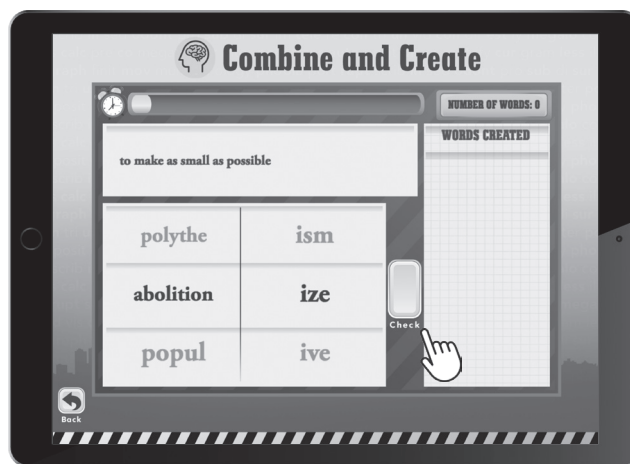 Combine and Create
NUMBER OF WORDS: 0
WORDS CREATED
to make as small as possible
polythe ism
abolition ize
popul ive
Check
Back